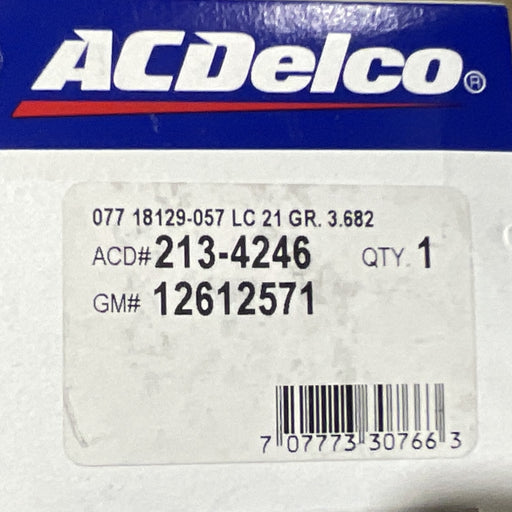 ACDelco®
077 18129-057 LC 21 GR. 3.682
ACD# 213-4246 QTY. 1
GM# 12612571
7 07773 30766 3